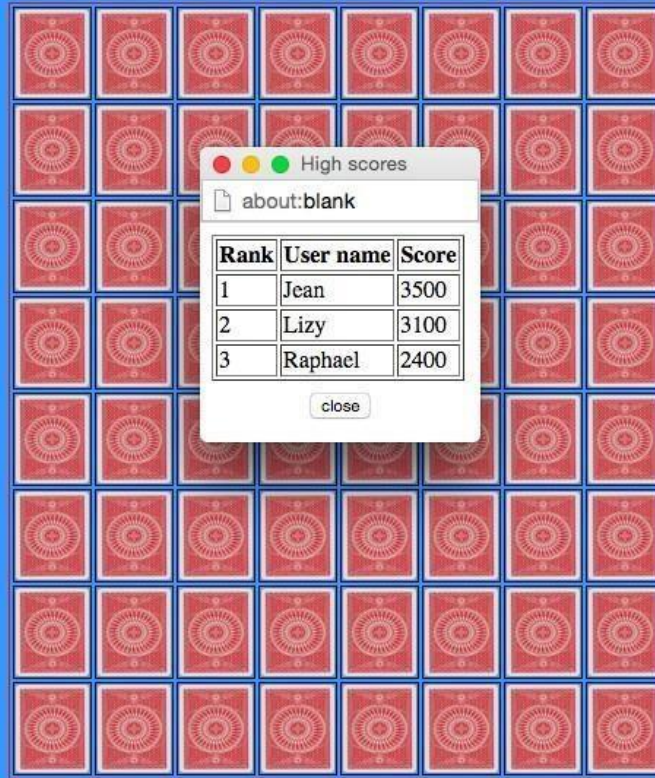 High scores
about:blank
Rank User name Score
1 Jean 3500
2 Lizy 3100
3 Raphael 2400
close